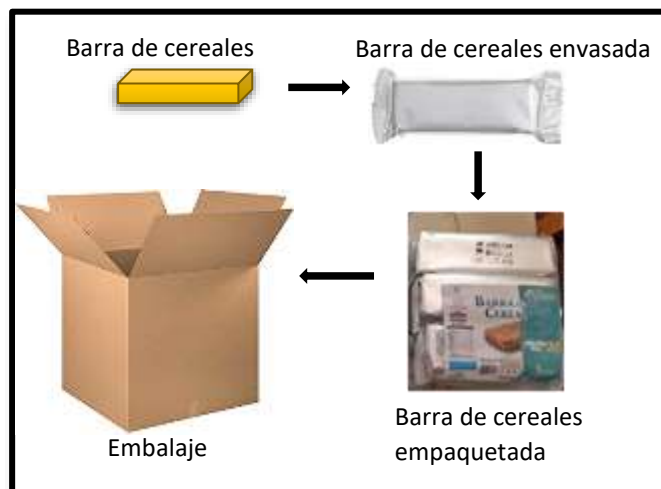 Barra de cereales
Barra de cereales envasada
Barra de cereales
empaquetada
Embalaje